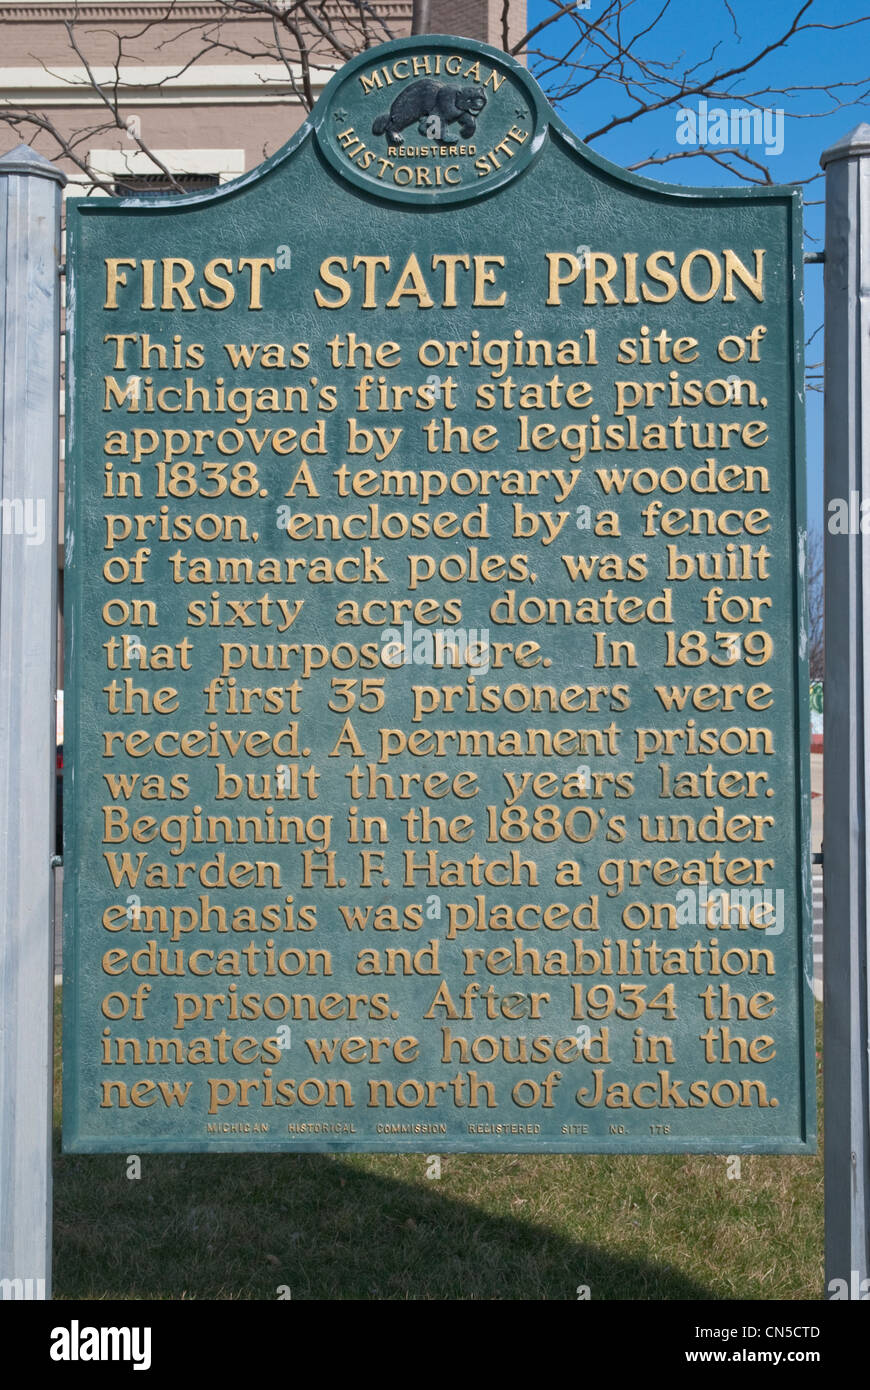 MICHIGAN
REGISTERED
HISTORIC SITE
FIRST STATE PRISON
This was the original site of
Michigan's first state prison,
approved by the legislature
in 1838. A temporary wooden
prison, enclosed by a fence
of tamarack poles, was built
on sixty acres donated for
that purpose here. In 1839
the first 35 prisoners were
received. A permanent prison
was built three years later.
Beginning in the 1880's under
Warden H. F. Hatch a greater
emphasis was placed on the
education and rehabilitation
of prisoners. After 1934 the
inmates were housed in the
new prison north of Jackson.
MICHIGAN HISTORICAL COMMISSION REGISTERED SITE NO. 176
alamy
alamy
Image ID: CN5CTD
www.alamy.com